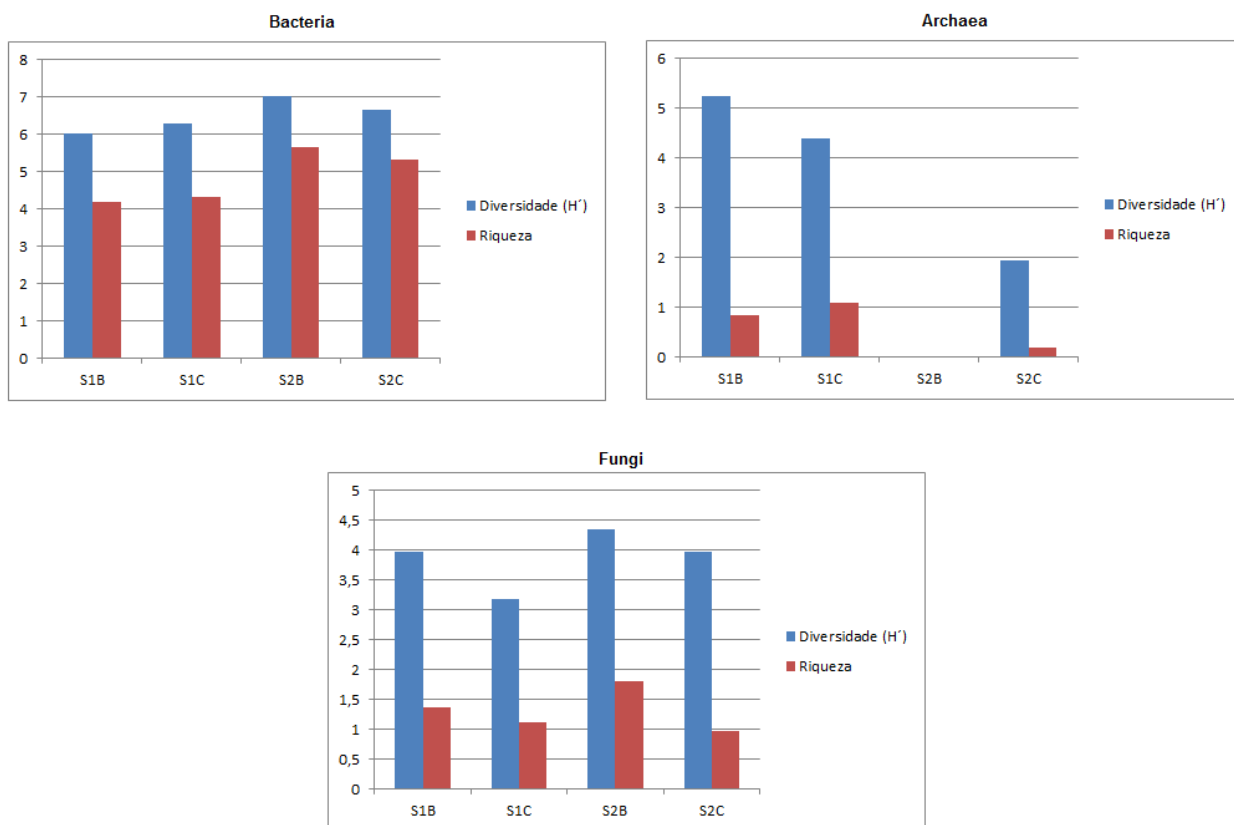 Bacteria
8
7
6
5
4
3
2
1
0
S1B S1C S2B S2C
Diversidade (H´)
Riqueza
Archaea
6
5
4
3
2
1
0
S1B S1C S2B S2C
Diversidade (H´)
Riqueza
Fungi
5
4,5
4
3,5
3
2,5
2
1,5
1
0,5
0
S1B S1C S2B S2C
Diversidade (H´)
Riqueza